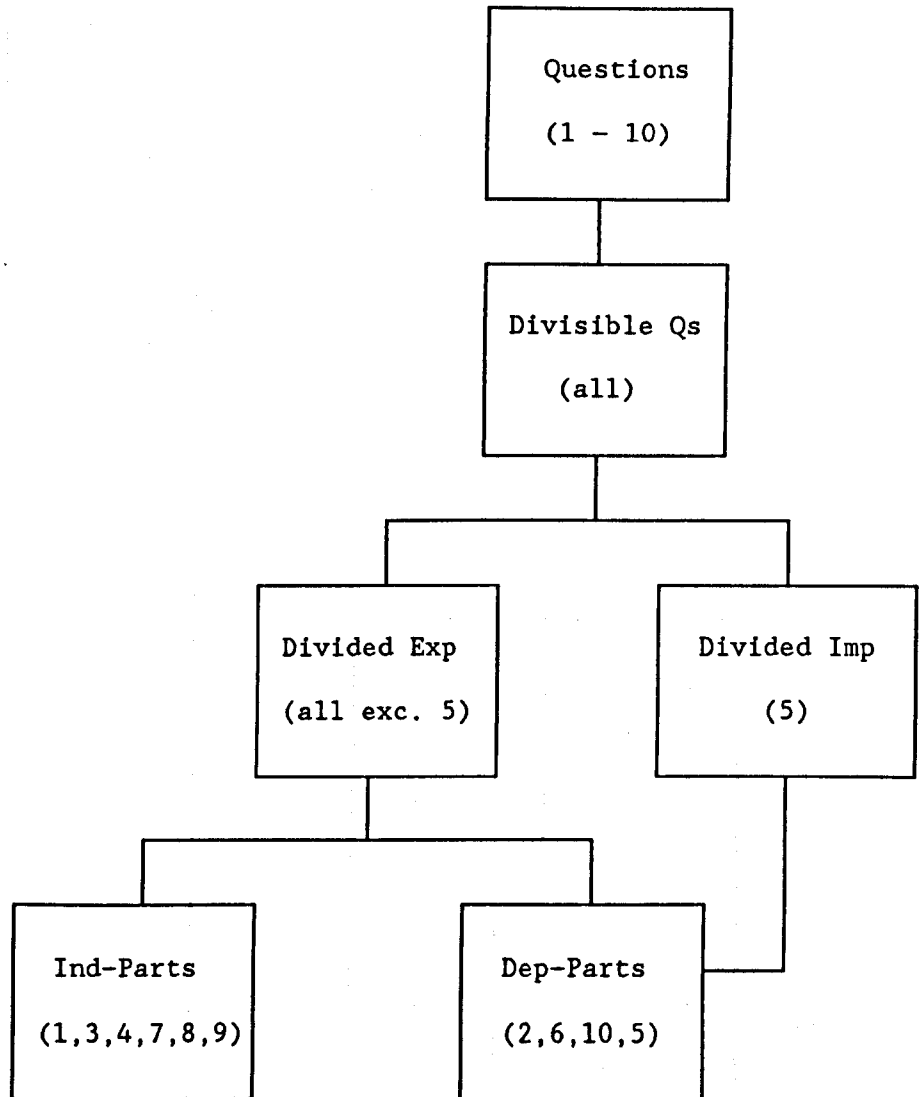 Questions
(1 - 10)
Divisible Qs
(all)
Divided Exp
(all exc. 5)
Divided Imp
(5)
Ind-Parts
(1,3,4,7,8,9)
Dep-Parts
(2,6,10,5)